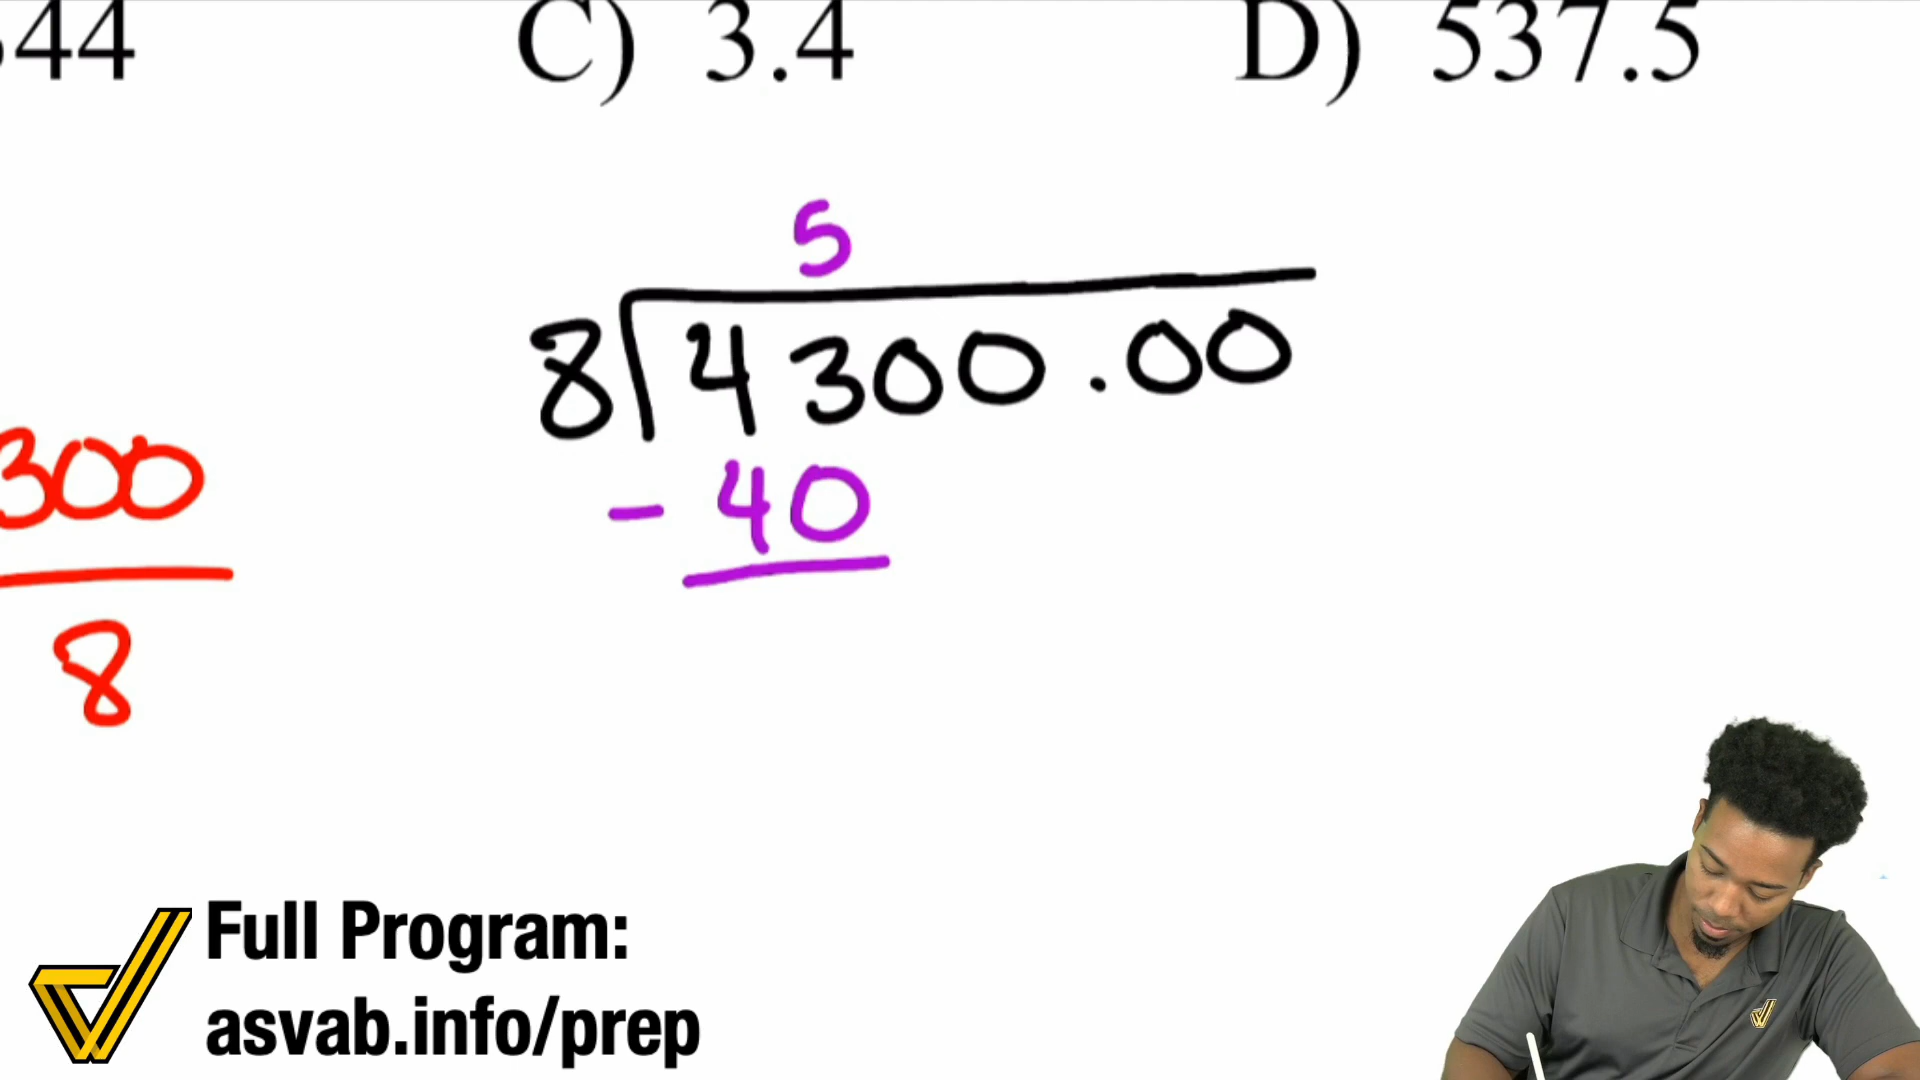 44 C) 3.4 D) 537.5
5
8 4300.00
- 40
300
8
Full Program:
asvab.info/prep